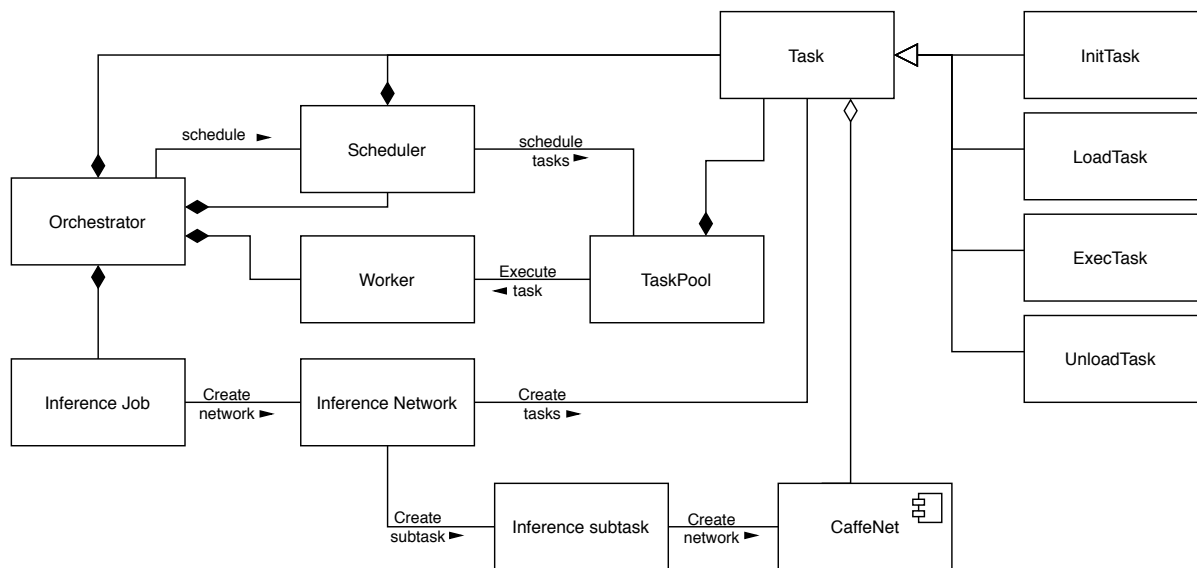 Task
InitTask
schedule
Scheduler
schedule
tasks
LoadTask
Orchestrator
Worker
Execute
task
TaskPool
ExecTask
UnloadTask
Inference Job
Create
network
Inference Network
Create
tasks
Create
subtask
Inference subtask
Create
network
CaffeNet